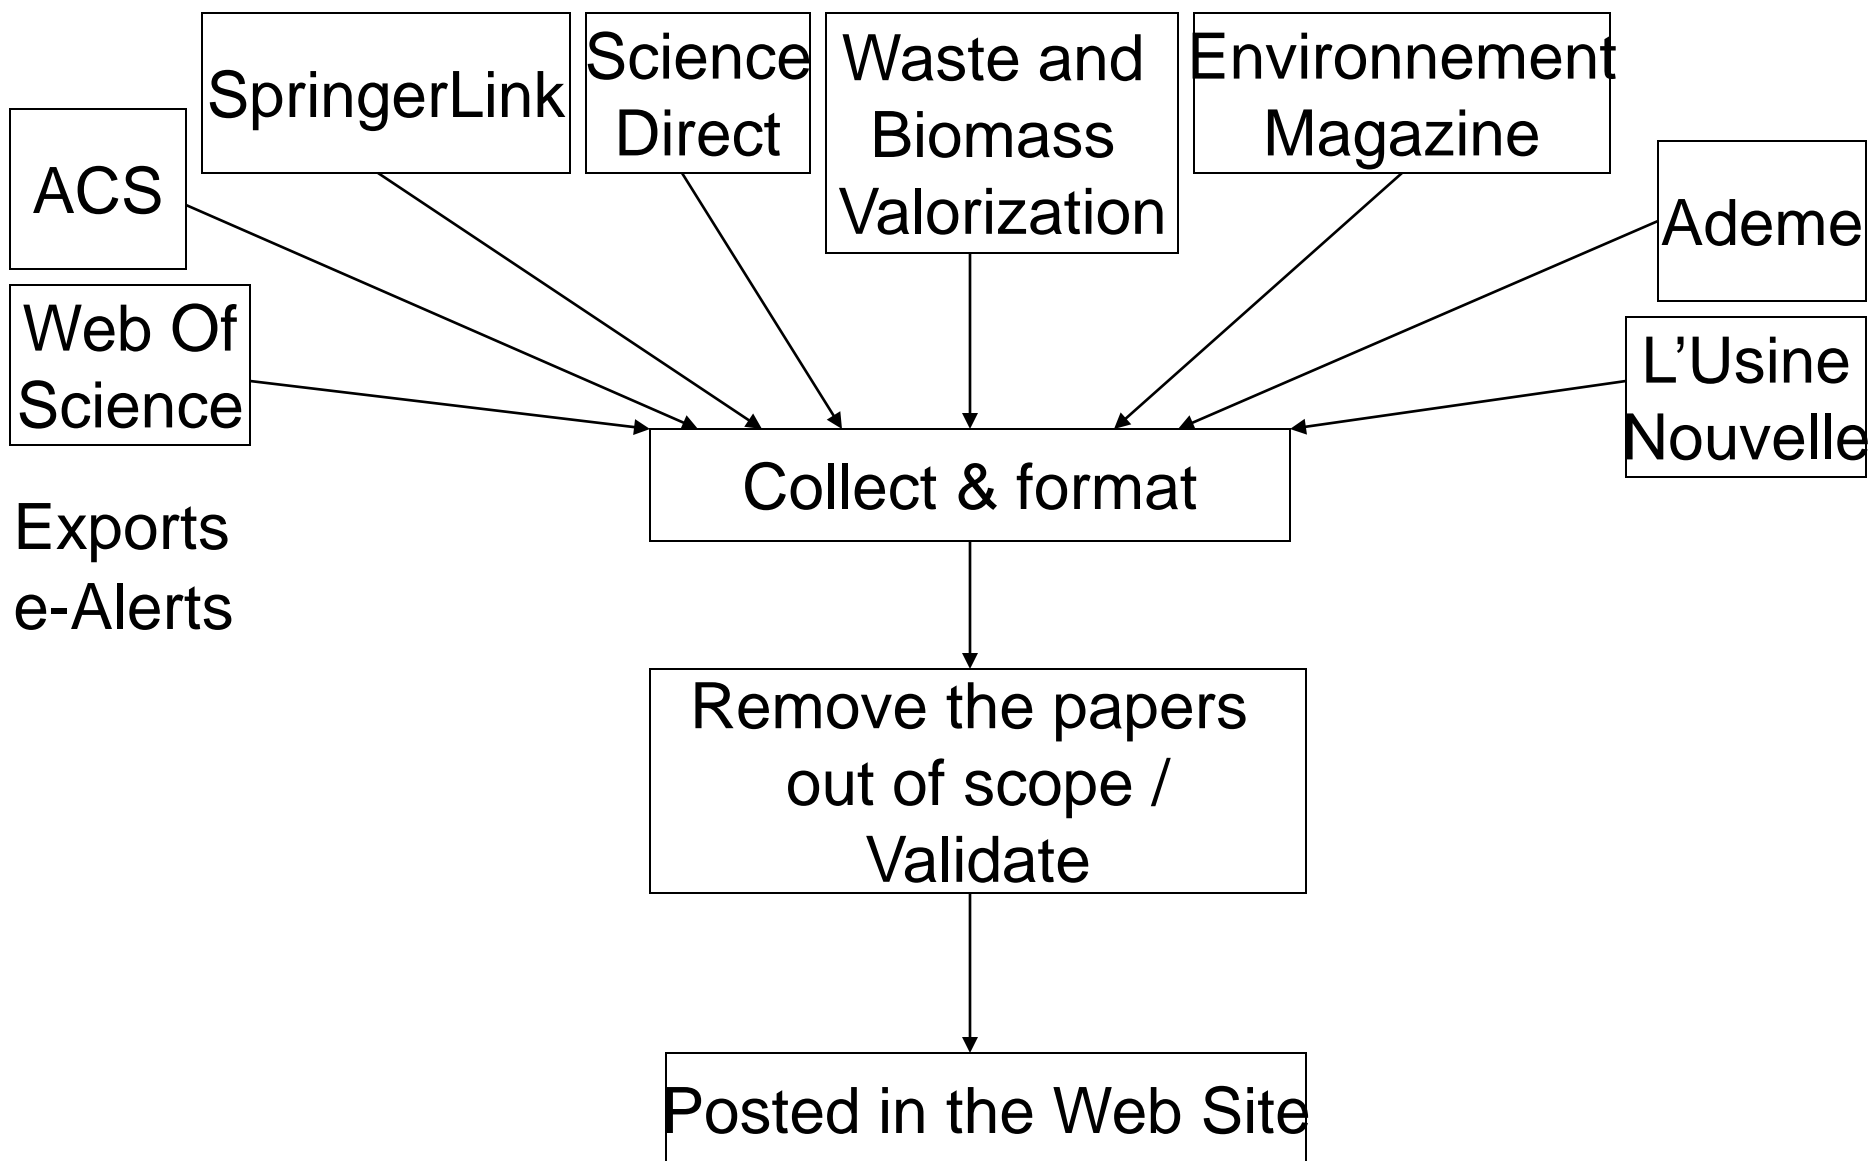 SpringerLink
Science
Direct
Waste and
Biomass
Valorization
Environnement
Magazine
ACS
Ademe
Web Of
Science
L’Usine
Nouvelle
Collect & format
Exports
e-Alerts
Remove the papers
out of scope /
Validate
Posted in the Web Site